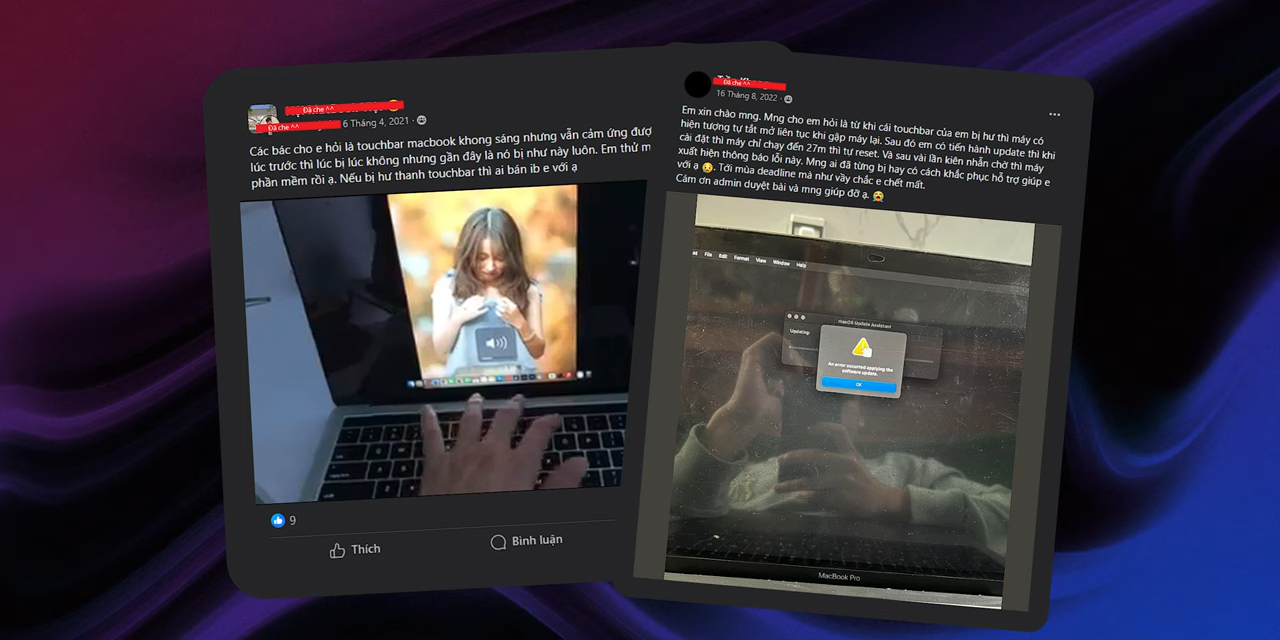 Đã che ^^
Đã che ^^
6 Tháng 4, 2021 ·
Các bác cho e hỏi là touchbar macbook khong sáng nhưng vẫn cảm ứng đượ
lúc trước thì lúc bị lúc không nhưng gần đây là nó bị như này luôn. Em thử m
phần mềm rồi ạ. Nếu bị hư thanh touchbar thì ai bán ib e với ạ
9
Thích
Bình luận
Đã che ^^
16 Tháng 8, 2022 ·
Em xin chào mng. Mng cho em hỏi là từ khi cái touchbar của em bị hư thì máy có
hiện tượng tự tắt mở liên tục khi gập máy lại. Sau đó em có tiến hành update thì khi
cài đặt thì máy chỉ chạy đến 27m thì tự reset. Và sau vài lần kiên nhẫn chờ thì máy
xuất hiện thông báo lỗi này. Mng ai đã từng bị hay có cách khắc phục hỗ trợ giúp e
với ạ 😢. Tới mùa deadline mà như vầy chắc e chết mất.
Cảm ơn admin duyệt bài và mng giúp đỡ ạ. 😭
File Edit Format View Window Help
macOS Update Assistant
Updating:
An error occurred applying the
software update.
OK
MacBook Pro